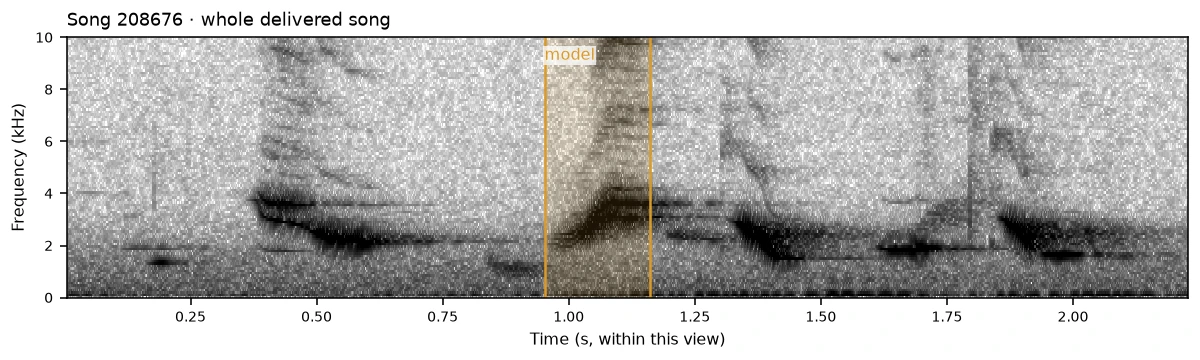 Song 208676 · whole delivered song
10
model
8
6
4
2
0
Frequency (kHz)
0.25 0.50 0.75 1.00 1.25 1.50 1.75 2.00
Time (s, within this view)